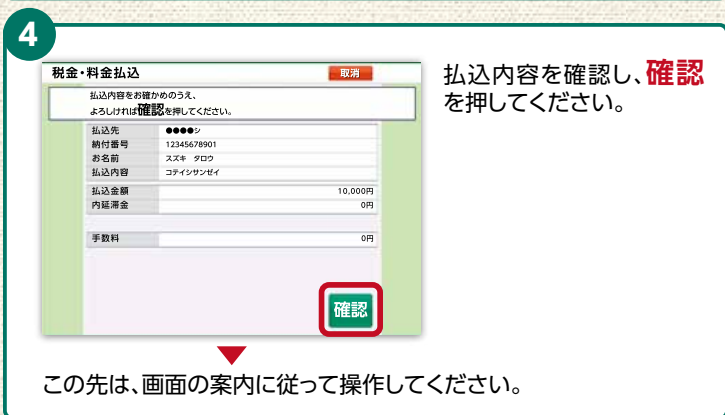 4
税金・料金払込
取消
払込内容をお確かめのうえ、
よろしければ確認を押してください。
払込先 ●●●●シ
納付番号 12345678901
お名前 スズキ タロウ
払込内容 コテイシサンゼイ
払込金額 10,000円
内延滞金 0円
手数料 0円
確認
払込内容を確認し、確認
を押してください。
この先は、画面の案内に従って操作してください。